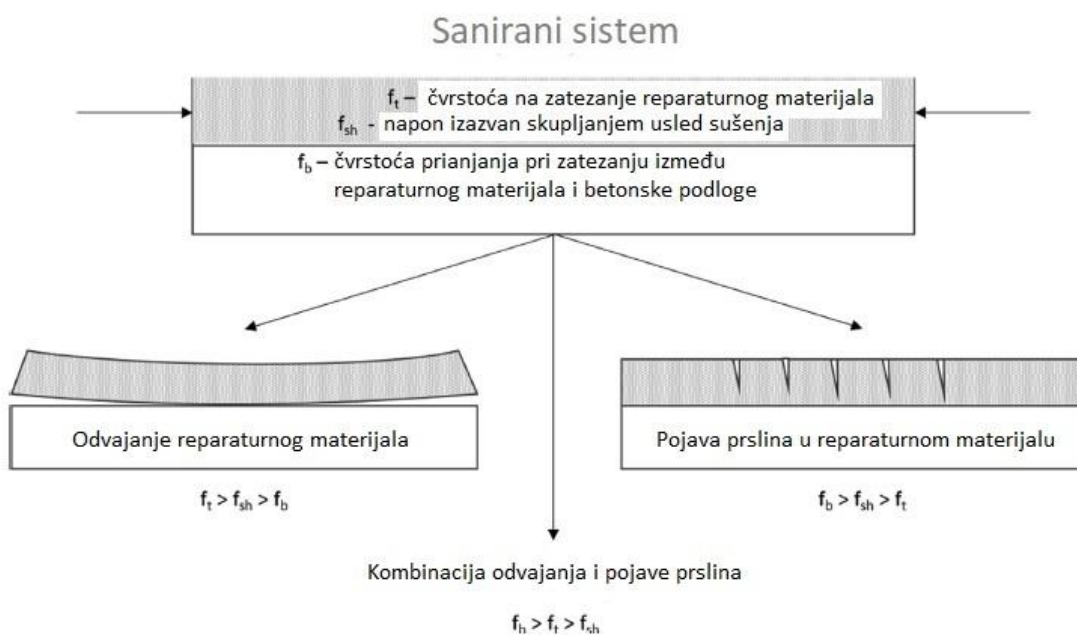 Sanirani sistem
ft – čvrstoća na zatezanje reparaturnog materijala
fsh - napon izazvan skupljanjem usled sušenja
fb – čvrstoća prianjanja pri zatezanju između
reparaturnog materijala i betonske podloge
Odvajanje reparaturnog materijala
ft > fsh > fb
Pojava prslina u reparaturnom materijalu
fb > fsh > ft
Kombinacija odvajanja i pojave prslina
fb > ft > fsh